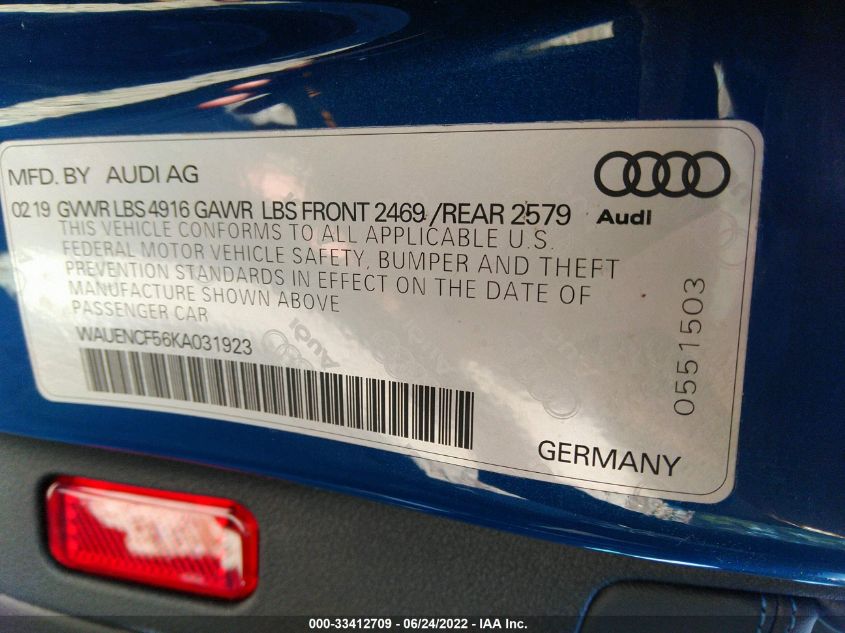 MFD. BY AUDI AG
Audi
02 19 GVWR LBS 4916 GAWR LBS FRONT 2469 /REAR 2579
THIS VEHICLE CONFORMS TO ALL APPLICABLE U.S.
FEDERAL MOTOR VEHICLE SAFETY, BUMPER AND THEFT
PREVENTION STANDARDS IN EFFECT ON THE DATE OF
MANUFACTURE SHOWN ABOVE
PASSENGER CAR
WAUENCF56KA031923
Audi
0551503
GERMANY
000-33412709 - 06/24/2022 - IAA Inc.